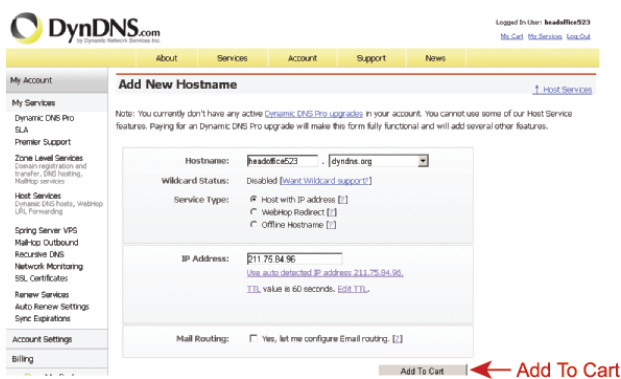 DynDNS.com
by Dynamic Network Services Inc.
Logged In User: headoffice523
My Cart My Services Log Out
About Services Account Support News
My Account
My Services
Dynamic DNS Pro
SLA
Premier Support
Zone Level Services
Domain registration and
transfer, DNS hosting,
MailHop services
Host Services
Dynamic DNS hosts, WebHop
URL Forwarding
Spring Server VPS
MailHop Outbound
Recursive DNS
Network Monitoring
SSL Certificates
Renew Services
Auto Renew Settings
Sync Expirations
Account Settings
Billing
Add New Hostname
↑ Host Services
Note: You currently don't have any active Dynamic DNS Pro upgrades in your account. You cannot use some of our Host Service
features. Paying for an Dynamic DNS Pro upgrade will make this form fully functional and will add several other features.
Hostname: headoffice523 . dyndns.org
Wildcard Status: Disabled [Want Wildcard support?]
Service Type: Host with IP address [?]
WebHop Redirect [?]
Offline Hostname [?]
IP Address: 211.75.84.96
Use auto detected IP address 211.75.84.96.
TTL value is 60 seconds. Edit TTL.
Mail Routing: Yes, let me configure Email routing. [?]
Add To Cart
Add To Cart